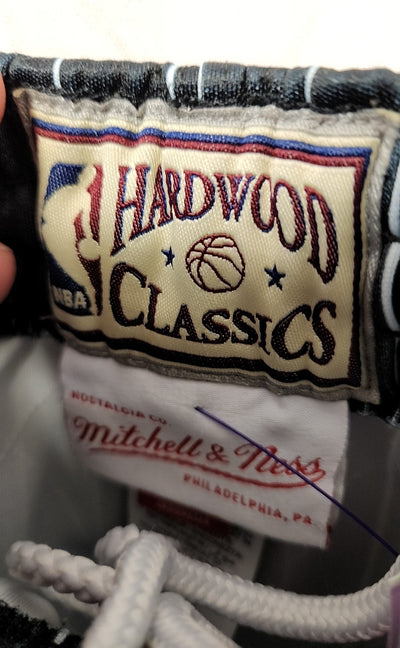 HARDWOOD
NBA
CLASSICS
NOSTALGIA CO.
Mitchell & Ness
PHILADELPHIA, PA